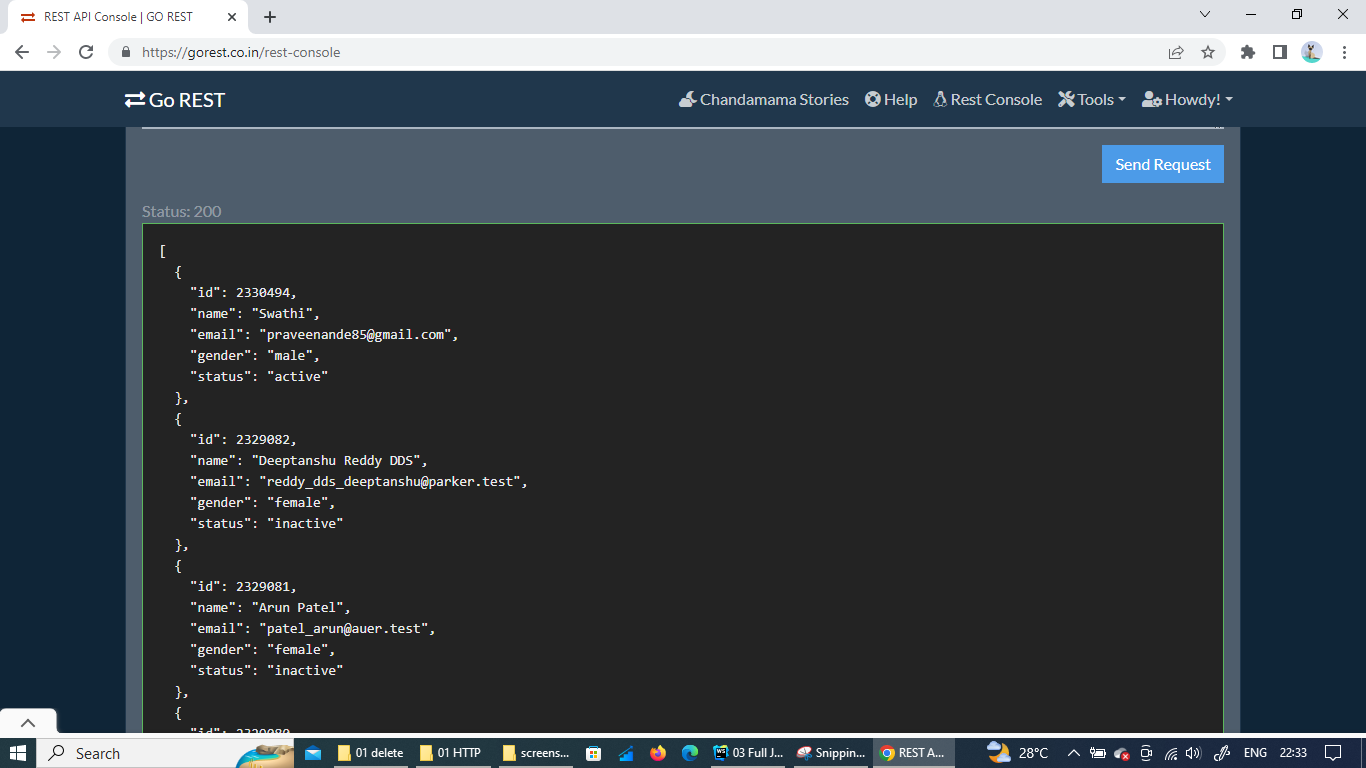 REST API Console | GO REST
https://gorest.co.in/rest-console
Go REST
Chandamama Stories
Help
Rest Console
Tools
Howdy!
Send Request
Status: 200
[
{
"id": 2330494,
"name": "Swathi",
"email": "praveenande85@gmail.com",
"gender": "male",
"status": "active"
},
{
"id": 2329082,
"name": "Deeptanshu Reddy DDS",
"email": "reddy_dds_deeptanshu@parker.test",
"gender": "female",
"status": "inactive"
},
{
"id": 2329081,
"name": "Arun Patel",
"email": "patel_arun@auer.test",
"gender": "female",
"status": "inactive"
},
{
"id": 2329080
Search
01 delete
01 HTTP
screens...
03 Full J...
Snippin...
REST A...
28°C
ENG
22:33